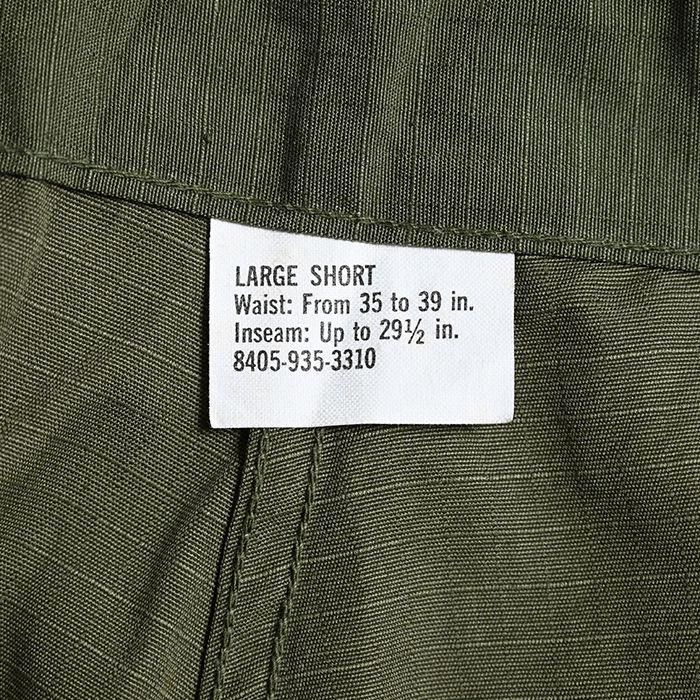 LARGE SHORT
Waist: From 35 to 39 in.
Inseam: Up to 29½ in.
8405-935-3310